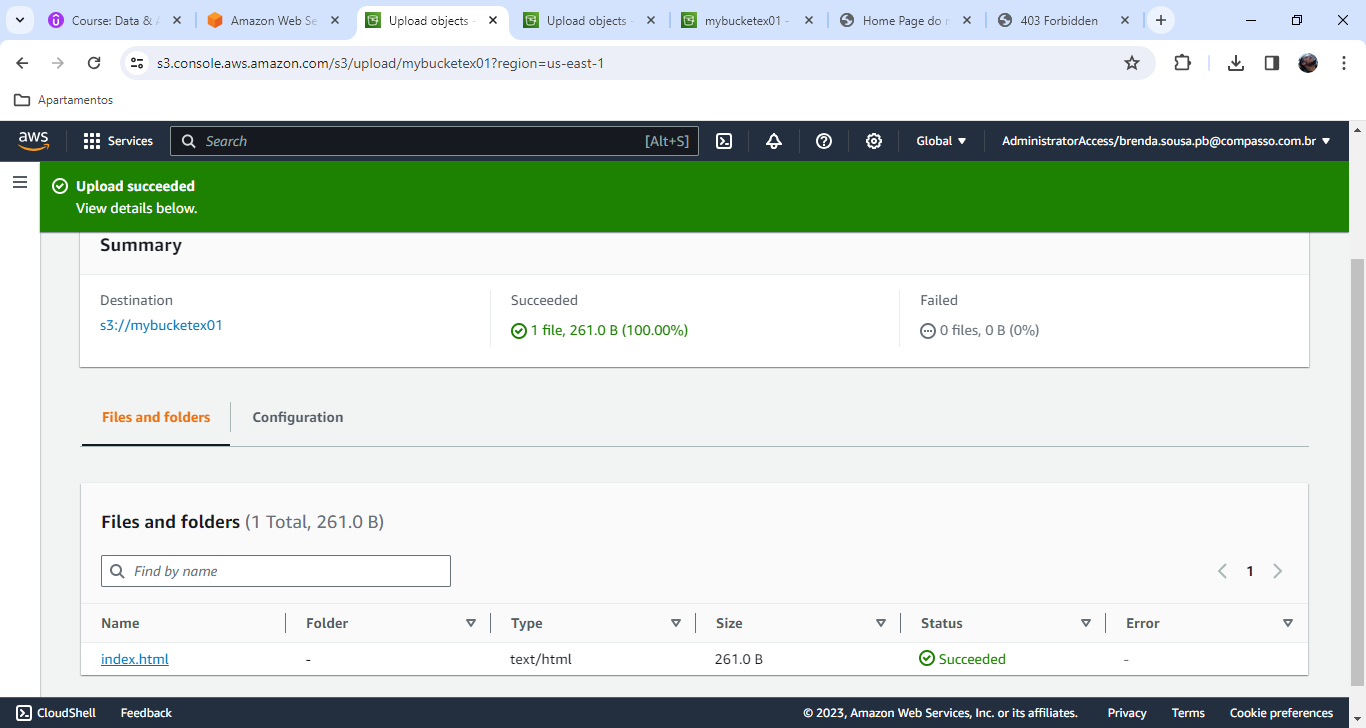 Course: Data & A
Amazon Web Se
Upload objects -
Upload objects -
mybucketex01 -
Home Page do m
403 Forbidden
s3.console.aws.amazon.com/s3/upload/mybucketex01?region=us-east-1
Apartamentos
aws
Services
Search
[Alt+S]
Global
AdministratorAccess/brenda.sousa.pb@compasso.com.br
Upload succeeded
View details below.
Summary
Destination
Succeeded
Failed
s3://mybucketex01
1 file, 261.0 B (100.00%)
0 files, 0 B (0%)
Files and folders
Configuration
Files and folders (1 Total, 261.0 B)
Find by name
1
Name
Folder
Type
Size
Status
Error
index.html
-
text/html
261.0 B
Succeeded
-
CloudShell
Feedback
© 2023, Amazon Web Services, Inc. or its affiliates.
Privacy
Terms
Cookie preferences